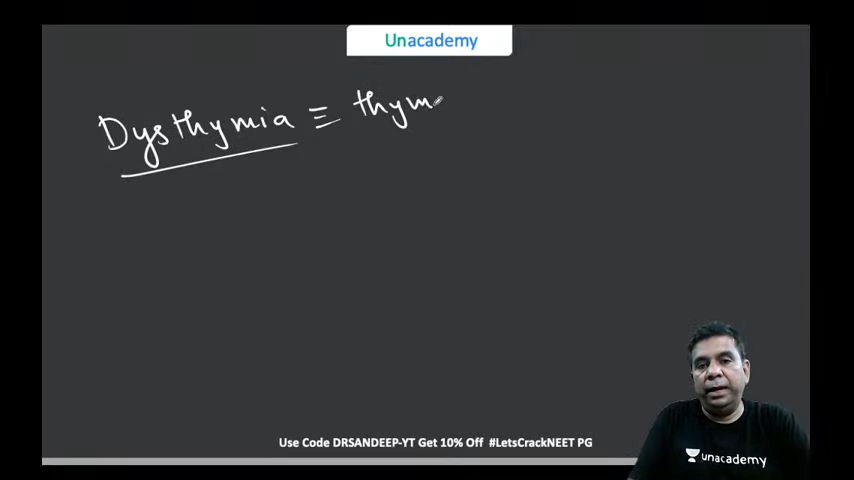 Unacademy
Dysthymia ≡ thym
Use Code DRSANDEEP-YT Get 10% Off #LetsCrackNEET PG
unacademy